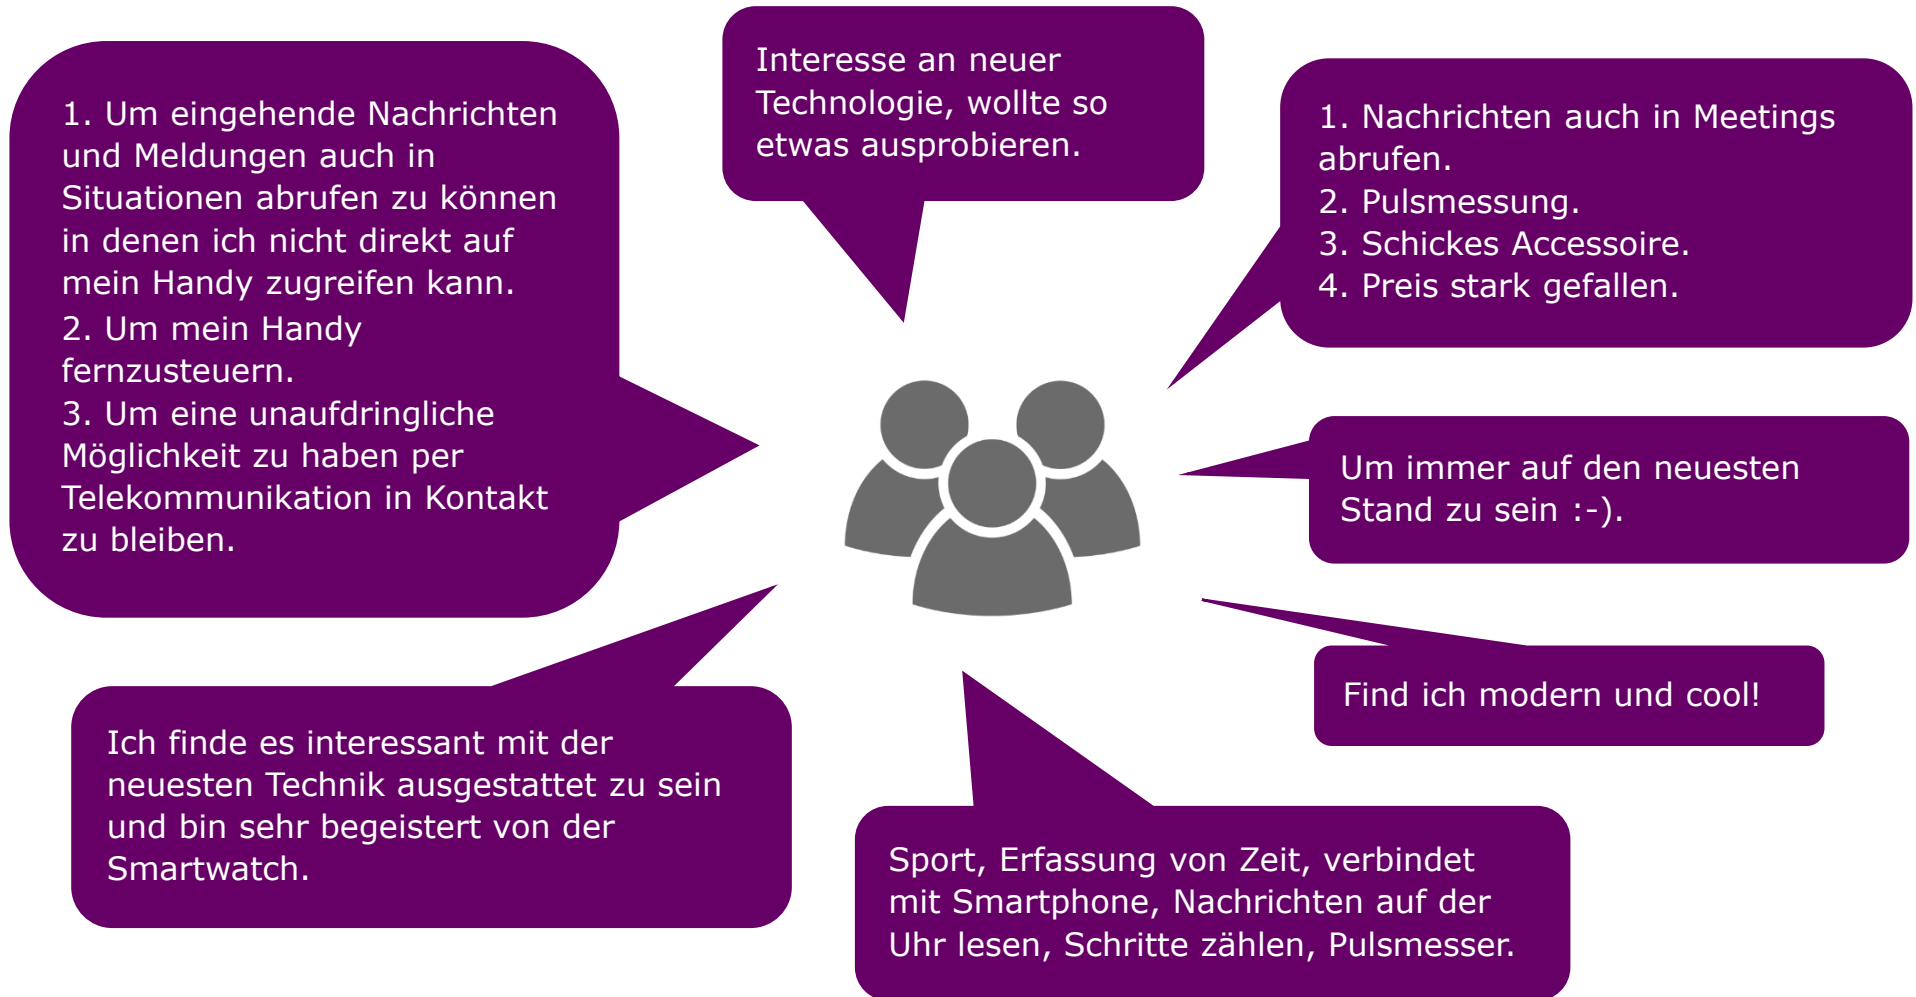 1. Um eingehende Nachrichten
und Meldungen auch in
Situationen abrufen zu können
in denen ich nicht direkt auf
mein Handy zugreifen kann.
2. Um mein Handy
fernzusteuern.
3. Um eine unaufdringliche
Möglichkeit zu haben per
Telekommunikation in Kontakt
zu bleiben.
Interesse an neuer
Technologie, wollte so
etwas ausprobieren.
1. Nachrichten auch in Meetings
abrufen.
2. Pulsmessung.
3. Schickes Accessoire.
4. Preis stark gefallen.
Um immer auf den neuesten
Stand zu sein :-).
Find ich modern und cool!
Ich finde es interessant mit der
neuesten Technik ausgestattet zu sein
und bin sehr begeistert von der
Smartwatch.
Sport, Erfassung von Zeit, verbindet
mit Smartphone, Nachrichten auf der
Uhr lesen, Schritte zählen, Pulsmesser.